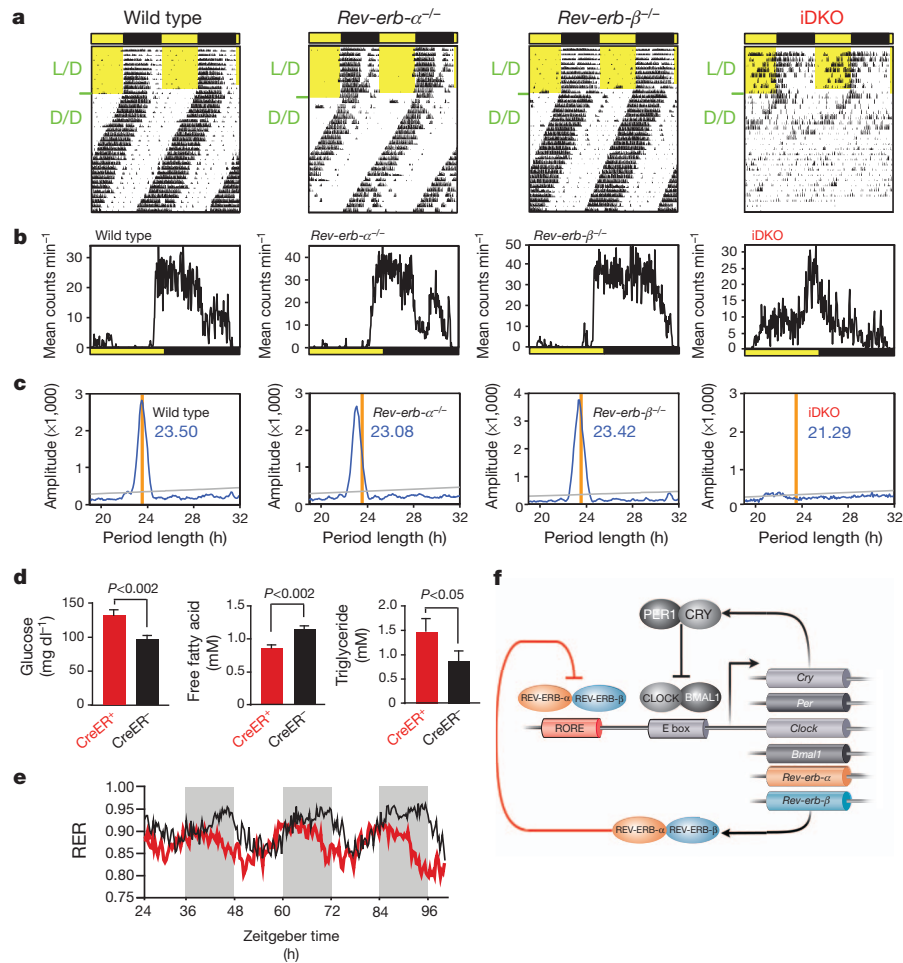 a
Wild type
Rev-erb-α−/−
Rev-erb-β−/−
iDKO
L/D
D/D
L/D
D/D
L/D
D/D
L/D
D/D
b
Mean counts min−1
30
20
10
0
Wild type
Mean counts min−1
40
30
20
10
0
Rev-erb-α−/−
Mean counts min−1
50
40
30
20
10
0
Rev-erb-β−/−
Mean counts min−1
30
25
20
15
10
5
0
iDKO
c
Amplitude (×1,000)
3
2
1
0
Wild type
23.50
20 24 28 32
Period length (h)
Amplitude (×1,000)
3
2
1
0
Rev-erb-α−/−
23.08
20 24 28 32
Period length (h)
Amplitude (×1,000)
4
3
2
1
0
Rev-erb-β−/−
23.42
20 24 28 32
Period length (h)
Amplitude (×1,000)
3
2
1
0
iDKO
21.29
20 24 28 32
Period length (h)
d
Glucose
(mg dl−1)
150
100
50
0
P<0.002
CreER+
CreER−
Free fatty acid
(mM)
1.5
1.0
0.5
0
P<0.002
CreER+
CreER−
Triglyceride
(mM)
2.0
1.5
1.0
0.5
0
P<0.05
CreER+
CreER−
e
RER
1.00
0.95
0.90
0.85
0.75
24 36 48 60 72 84 96
Zeitgeber time
(h)
f
PER1
CRY
REV-ERB-α
REV-ERB-β
CLOCK
BMAL1
RORE
E box
Cry
Per
Clock
Bmal1
Rev-erb-α
Rev-erb-β
REV-ERB-α
REV-ERB-β